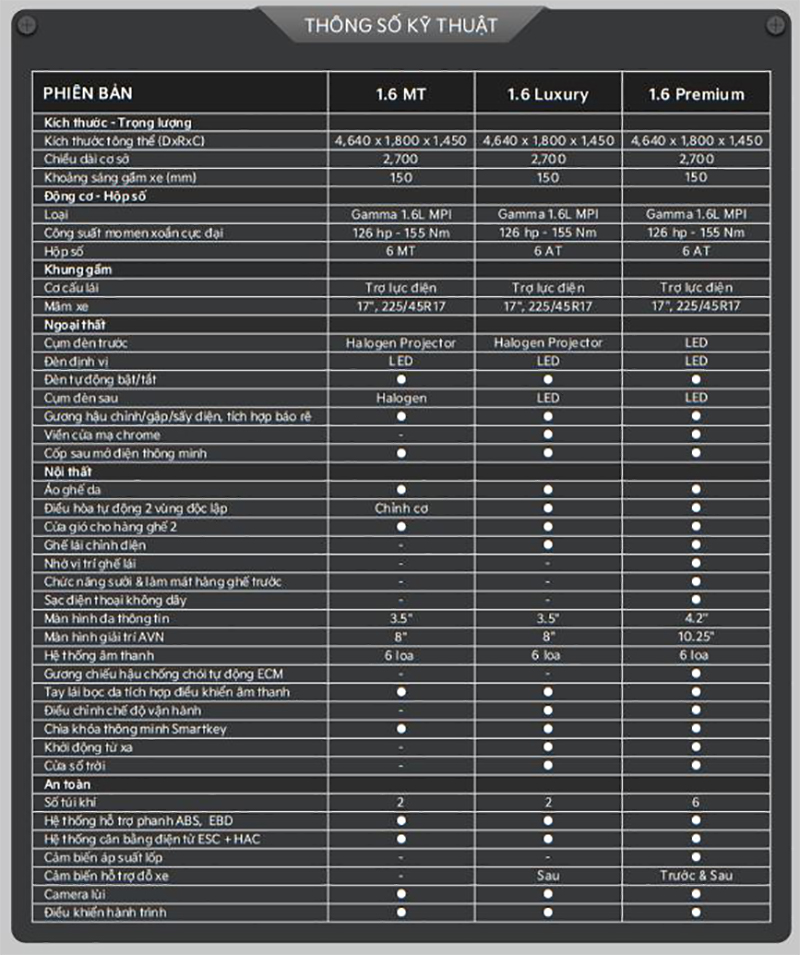 THÔNG SỐ KỸ THUẬT
PHIÊN BẢN 1.6 MT 1.6 Luxury 1.6 Premium
Kích thước - Trọng lượng
Kích thước tổng thể (DxRxC) 4,640 x 1,800 x 1,450 4,640 x 1,800 x 1,450 4,640 x 1,800 x 1,450
Chiều dài cơ sở 2,700 2,700 2,700
Khoảng sáng gầm xe (mm) 150 150 150
Động cơ - Hộp số
Loại Gamma 1.6L MPI Gamma 1.6L MPI Gamma 1.6L MPI
Công suất momen xoắn cực đại 126 hp - 155 Nm 126 hp - 155 Nm 126 hp - 155 Nm
Hộp số 6 MT 6 AT 6 AT
Khung gầm
Cơ cấu lái Trợ lực điện Trợ lực điện Trợ lực điện
Mâm xe 17", 225/45R17 17", 225/45R17 17", 225/45R17
Ngoại thất
Cụm đèn trước Halogen Projector Halogen Projector LED
Đèn định vị LED LED LED
Đèn tự động bật/tắt ● ● ●
Cụm đèn sau Halogen LED LED
Gương hậu chỉnh/gập/sấy điện, tích hợp báo rẽ ● ● ●
Viền cửa mạ chrome - ● ●
Cốp sau mở điện thông minh ● ● ●
Nội thất
Áo ghế da ● ● ●
Điều hòa tự động 2 vùng độc lập Chỉnh cơ ● ●
Cửa gió cho hàng ghế 2 ● ● ●
Ghế lái chỉnh điện - ● ●
Nhớ vị trí ghế lái - - ●
Chức năng sưởi & làm mát hàng ghế trước - - ●
Sạc điện thoại không dây - - ●
Màn hình đa thông tin 3.5" 3.5" 4.2"
Màn hình giải trí AVN 8" 8" 10.25"
Hệ thống âm thanh 6 loa 6 loa 6 loa
Gương chiếu hậu chống chói tự động ECM - - ●
Tay lái bọc da tích hợp điều khiển âm thanh ● ● ●
Điều chỉnh chế độ vận hành - ● ●
Chìa khóa thông minh Smartkey ● ● ●
Khởi động từ xa - ● ●
Cửa sổ trời - ● ●
An toàn
Số túi khí 2 2 6
Hệ thống hỗ trợ phanh ABS, EBD ● ● ●
Hệ thống cân bằng điện tử ESC + HAC ● ● ●
Cảm biến áp suất lốp - - ●
Cảm biến hỗ trợ đỗ xe - Sau Trước & Sau
Camera lùi ● ● ●
Điều khiển hành trình ● ● ●